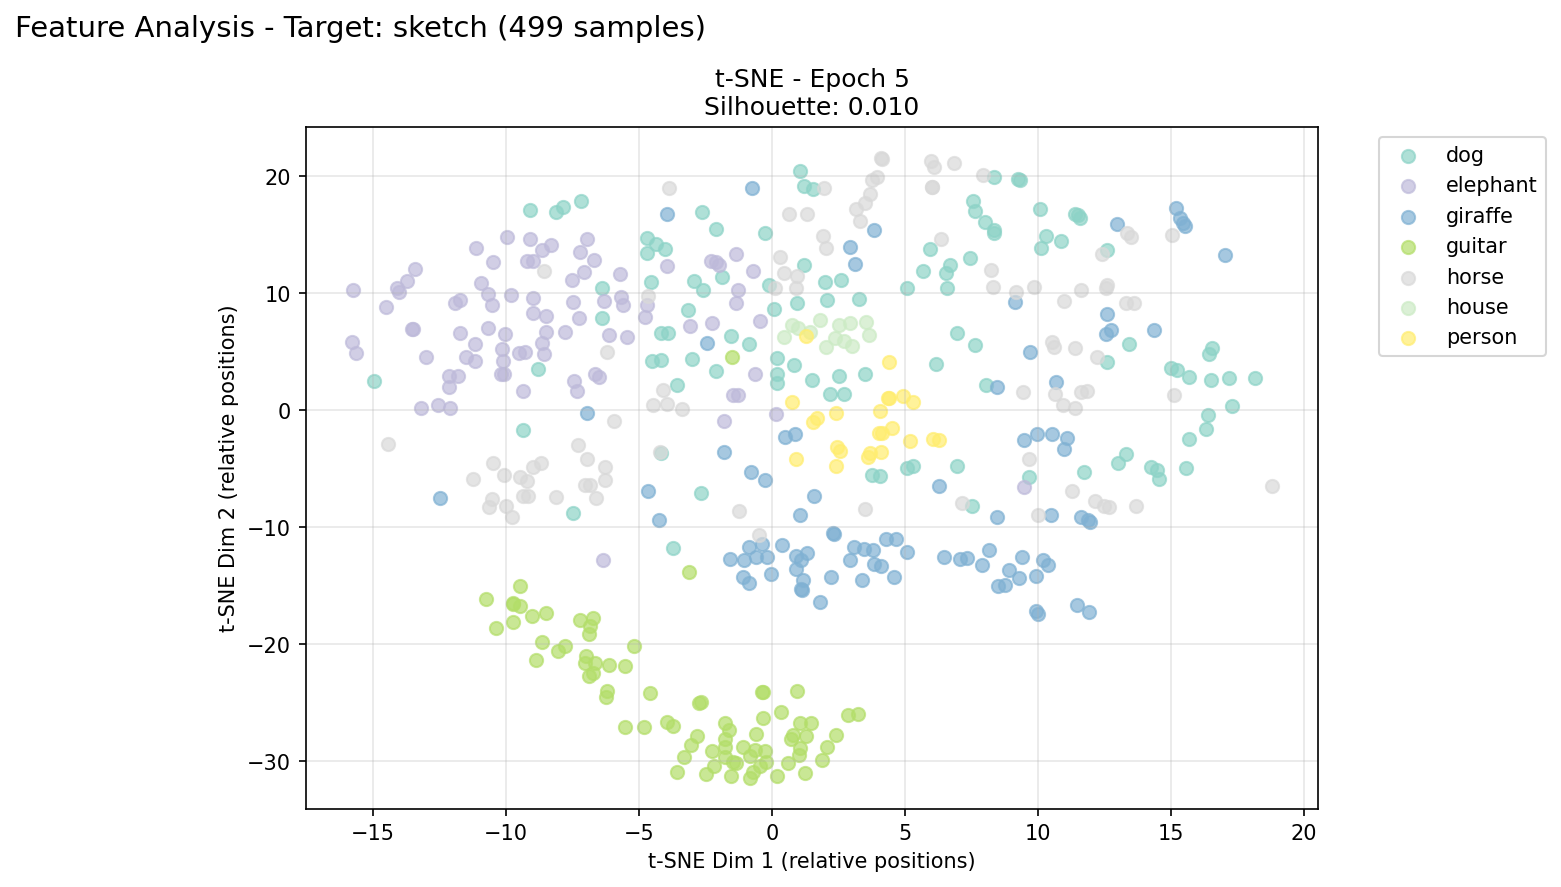 Feature Analysis - Target: sketch (499 samples)
t-SNE - Epoch 5
Silhouette: 0.010
dog
elephant
giraffe
guitar
horse
house
person
t-SNE Dim 2 (relative positions)
20
10
0
−10
−20
−30
−15
−10
−5
0
5
10
15
20
t-SNE Dim 1 (relative positions)